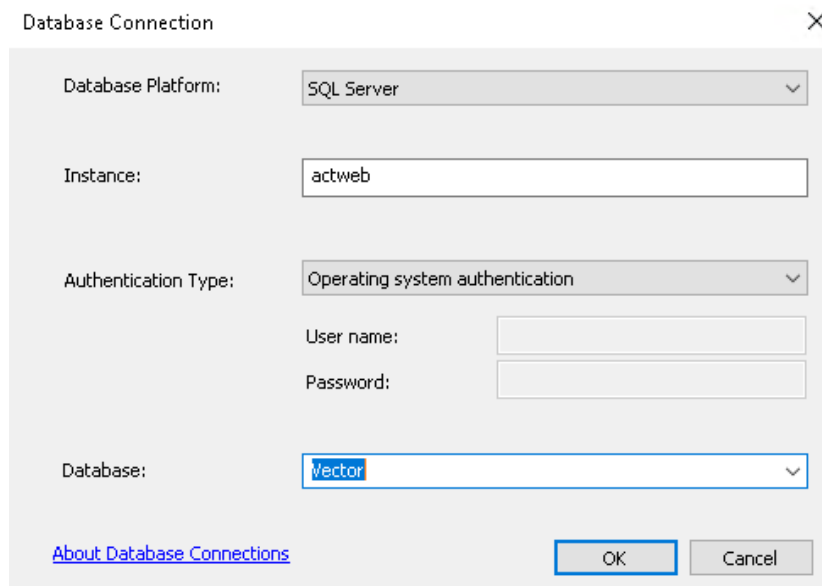 Database Connection
Database Platform: SQL Server
Instance: actweb
Authentication Type: Operating system authentication
User name:
Password:
Database: Vector
About Database Connections OK Cancel